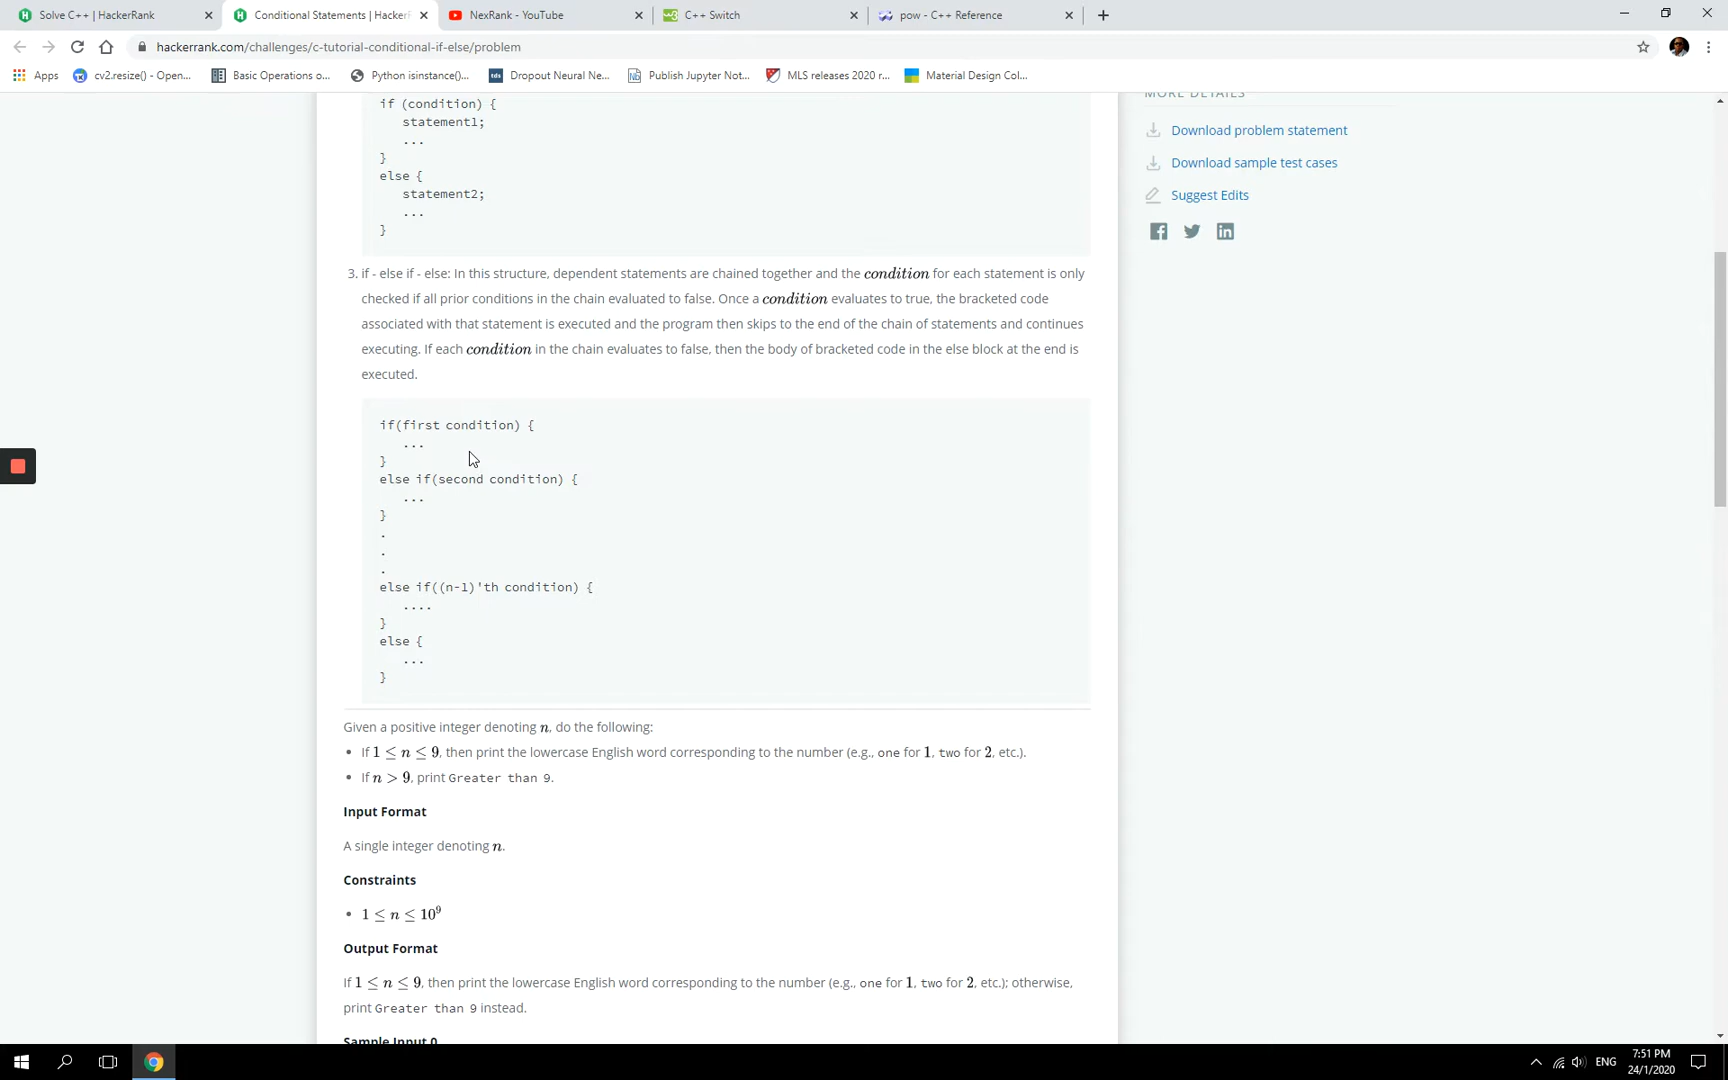 Solve C++ | HackerRank
Conditional Statements | HackerR
NexRank - YouTube
C++ Switch
pow - C++ Reference
hackerrank.com/challenges/c-tutorial-conditional-if-else/problem
Apps
cv2.resize() - Open...
Basic Operations o...
Python isinstance()...
Dropout Neural Ne...
Publish Jupyter Not...
MLS releases 2020 r...
Material Design Col...
MORE DETAILS
Download problem statement
Download sample test cases
Suggest Edits
if (condition) {
statement1;
...
}
else {
statement2;
...
}
3. if - else if - else: In this structure, dependent statements are chained together and the condition for each statement is only
checked if all prior conditions in the chain evaluated to false. Once a condition evaluates to true, the bracketed code
associated with that statement is executed and the program then skips to the end of the chain of statements and continues
executing. If each condition in the chain evaluates to false, then the body of bracketed code in the else block at the end is
executed.
if(first condition) {
...
}
else if(second condition) {
...
}
.
.
.
else if((n-1)'th condition) {
....
}
else {
...
}
Given a positive integer denoting n, do the following:
• If 1 ≤ n ≤ 9, then print the lowercase English word corresponding to the number (e.g., one for 1, two for 2, etc.).
• If n > 9, print Greater than 9.
Input Format
A single integer denoting n.
Constraints
• 1 ≤ n ≤ 10⁹
Output Format
If 1 ≤ n ≤ 9, then print the lowercase English word corresponding to the number (e.g., one for 1, two for 2, etc.); otherwise,
print Greater than 9 instead.
Sample Input 0
ENG
7:51 PM
24/1/2020